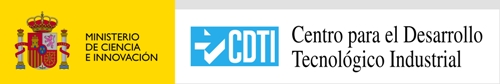 MINISTERIO
DE CIENCIA
E INNOVACIÓN
CDTI
Centro para el Desarrollo
Tecnológico Industrial